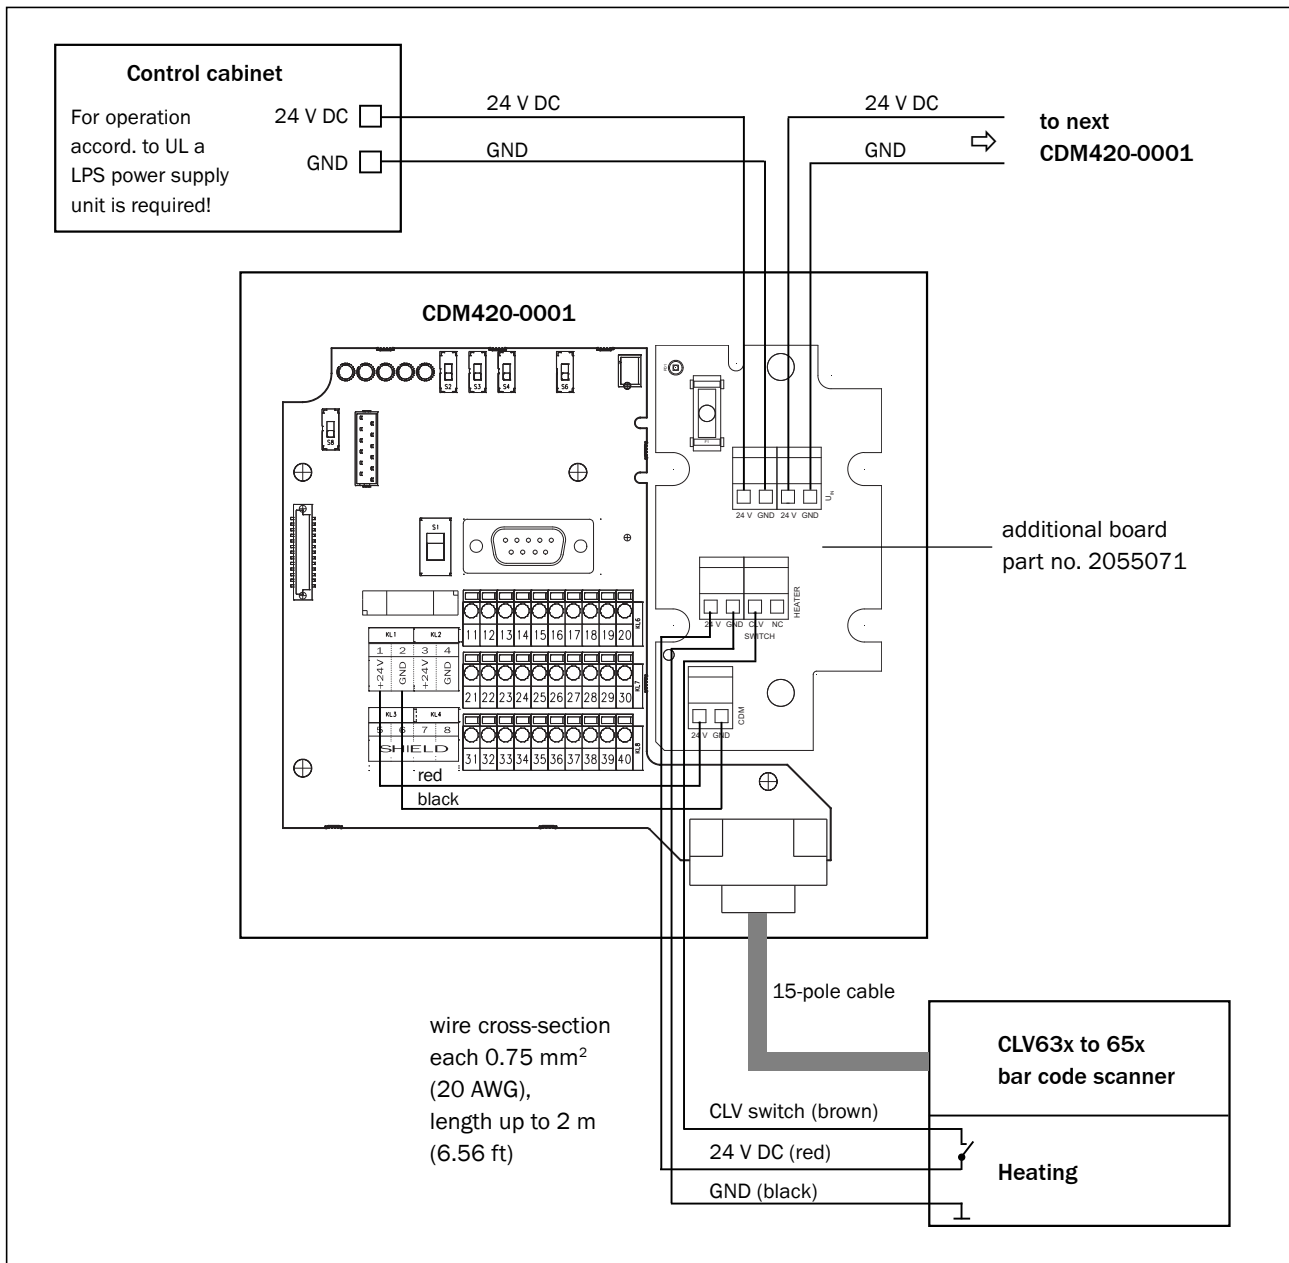 Control cabinet
For operation
accord. to UL a
LPS power supply
unit is required!
24 V DC
GND
24 V DC
GND
24 V DC
GND
to next
CDM420-0001
CDM420-0001
S2
S3
S4
S6
S8
S1
24 V GND 24 V GND
U IN
additional board
part no. 2055071
24 V GND CLV NC
SWITCH
HEATER
KL1 KL2
1 2 3 4
+24V GND +24V GND
KL3 KL4
5 6 7 8
SHIELD
11 12 13 14 15 16 17 18 19 20
KL6
21 22 23 24 25 26 27 28 29 30
KL7
31 32 33 34 35 36 37 38 39 40
KL8
24 V GND
CDM
red
black
15-pole cable
wire cross-section
each 0.75 mm²
(20 AWG),
length up to 2 m
(6.56 ft)
CLV63x to 65x
bar code scanner
CLV switch (brown)
24 V DC (red)
GND (black)
Heating